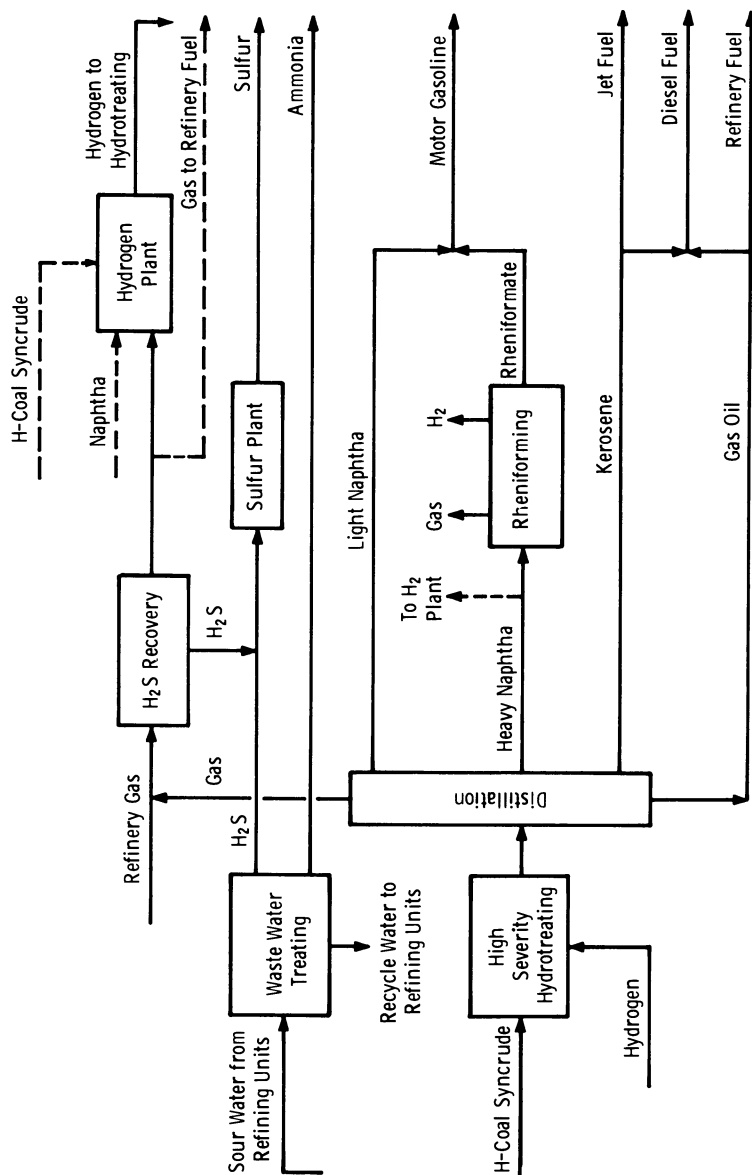 H-Coal Syncrude
Naphtha
Hydrogen
Plant
Hydrogen to
Hydrotreating
Gas to Refinery Fuel
Refinery Gas
H₂S Recovery
Gas
H₂S
H₂S
Sulfur Plant
Sulfur
Sour Water from
Refining Units
Waste Water
Treating
Ammonia
Recycle Water to
Refining Units
Light Naphtha
Motor Gasoline
To H₂
Plant
Gas
H₂
Heavy Naphtha
Rheniforming
Rheniformate
H-Coal Syncrude
High
Severity
Hydrotreating
Hydrogen
Distillation
Kerosene
Jet Fuel
Diesel Fuel
Gas Oil
Refinery Fuel